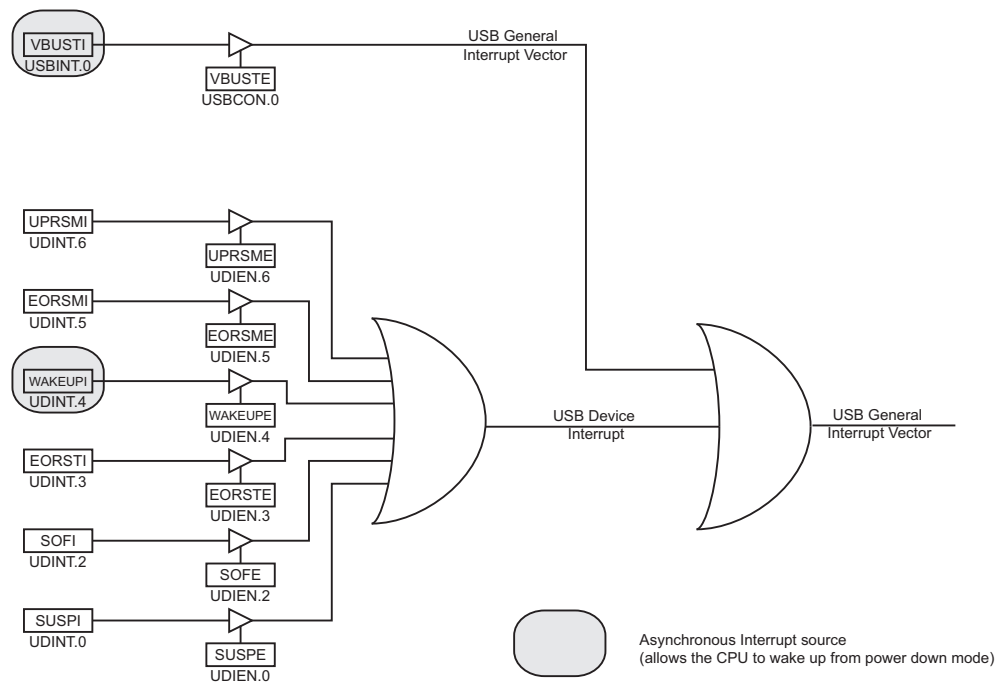 VBUSTI
USBINT.0
VBUSTE
USBCON.0
USB General
Interrupt Vector
UPRSMI
UDINT.6
UPRSME
UDIEN.6
EORSMI
UDINT.5
EORSME
UDIEN.5
WAKEUPI
UDINT.4
WAKEUPE
UDIEN.4
EORSTI
UDINT.3
EORSTE
UDIEN.3
SOFI
UDINT.2
SOFE
UDIEN.2
SUSPI
UDINT.0
SUSPE
UDIEN.0
USB Device
Interrupt
USB General
Interrupt Vector
Asynchronous Interrupt source
(allows the CPU to wake up from power down mode)